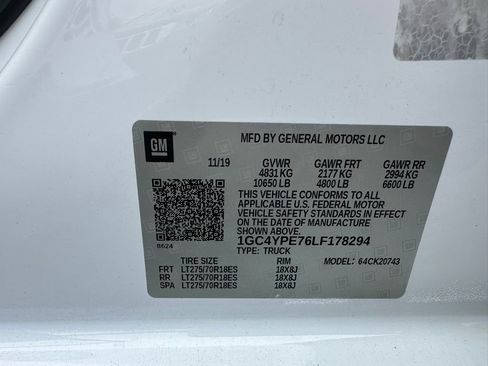 GM
MFD BY GENERAL MOTORS LLC
11/19 GVWR GAWR FRT GAWR RR
4831 KG 2177 KG 2994 KG
10650 LB 4800 LB 6600 LB
THIS VEHICLE CONFORMS TO ALL
APPLICABLE U.S. FEDERAL MOTOR
VEHICLE SAFETY STANDARDS IN EFFECT
ON THE DATE OF MANUFACTURE
SHOWN ABOVE.
1GC4YPE76LF178294
TYPE: TRUCK
8624
MODEL: 64CK20743
TIRE SIZE RIM
FRT LT275/70R18ES 18X8J
RR LT275/70R18ES 18X8J
SPA LT275/70R18ES 18X8J